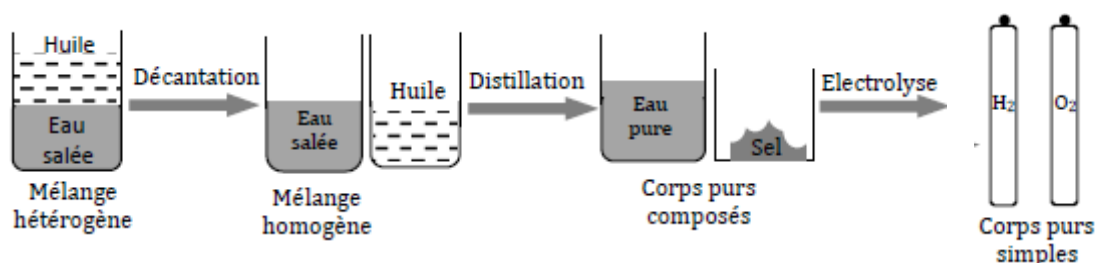 Huile
Eau
salée
Mélange
hétérogène
Décantation
Eau
salée
Mélange
homogène
Huile
Distillation
Eau
pure
Sel
Corps purs
composés
Electrolyse
H₂
O₂
Corps purs
simples